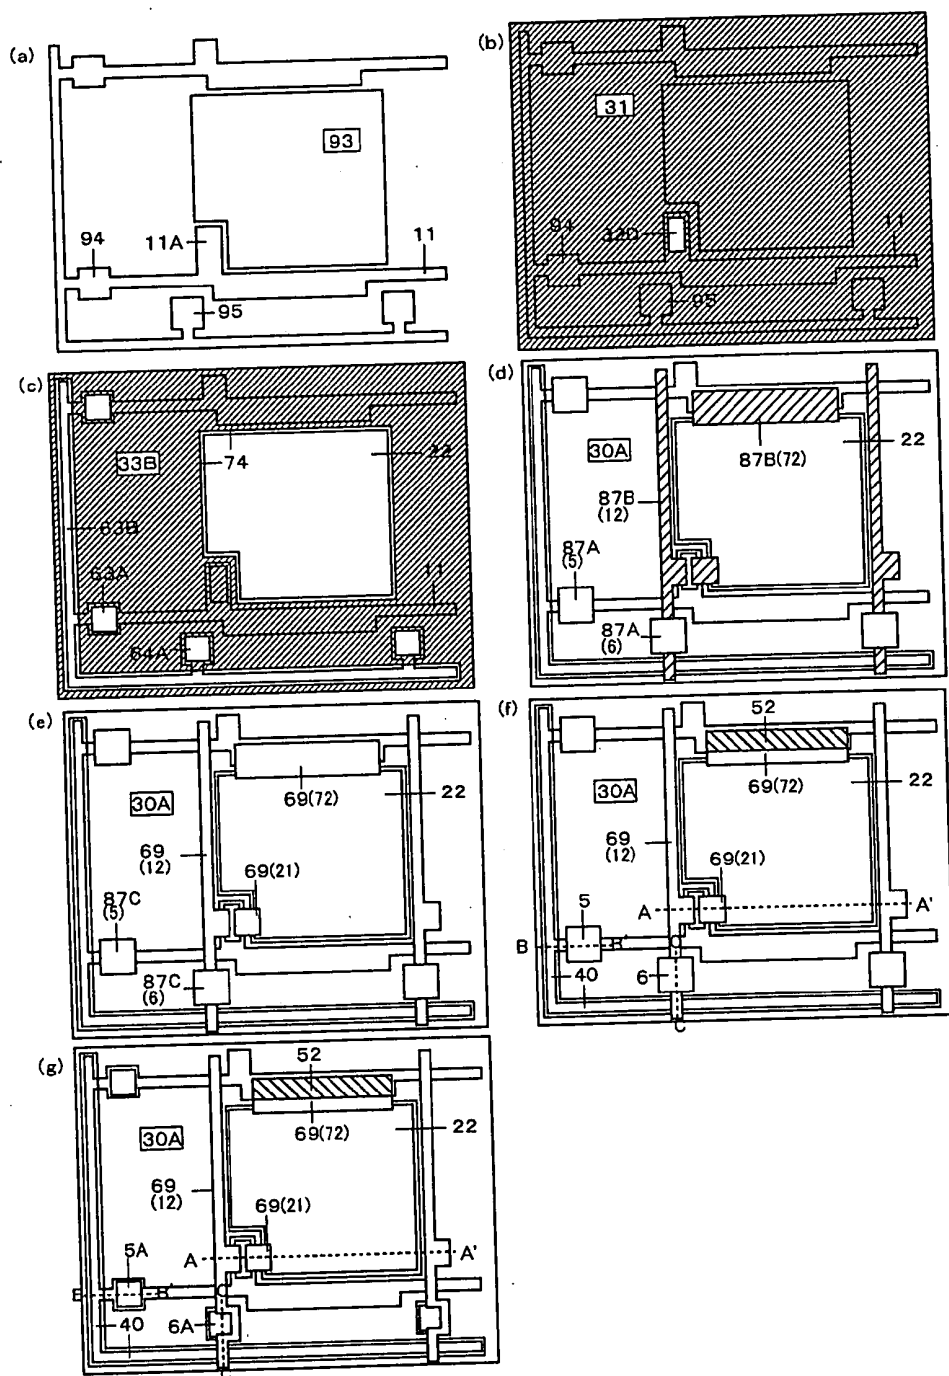 (a)
93
11A
94
11
95
(b)
31
94
11
95
(c)
33B
74
22
63B
63A
11
64A
(d)
30A
22
87B(72)
87B
(12)
87A
(5)
87A
(6)
(e)
30A
22
69(72)
69
(12)
69(21)
87C
(5)
87C
(6)
(f)
52
30A
22
69(72)
69
(12)
69(21)
A
A'
5
B
B'
6
40
C
(g)
52
30A
22
69(72)
69
(12)
69(21)
A
A'
5A
B
B'
6A
40